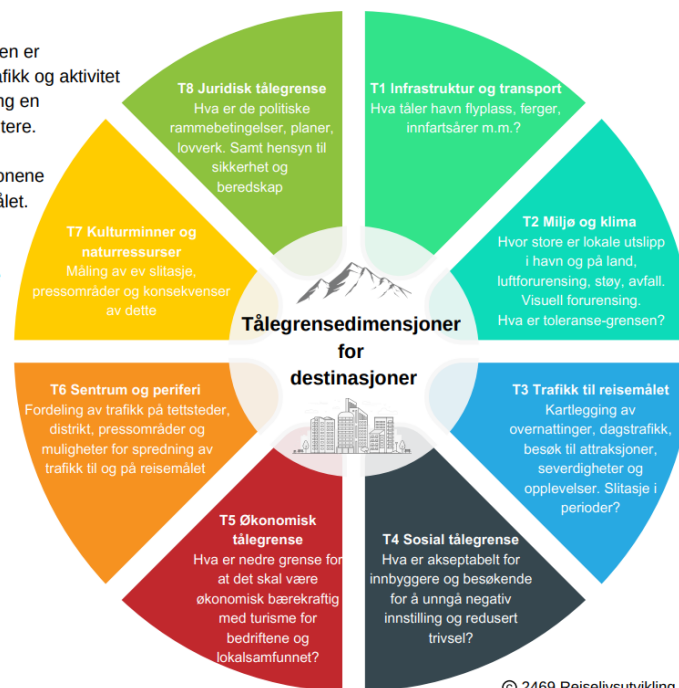 en er
afikk og aktivitet
ng en
tere.
onene
ålet.
T8 Juridisk tålegrense
Hva er de politiske
rammebetingelser, planer,
lovverk. Samt hensyn til
sikkerhet og
beredskap
T1 Infrastruktur og transport
Hva tåler havn flyplass, ferger,
innfartsårer m.m.?
T2 Miljø og klima
Hvor store er lokale utslipp
i havn og på land,
luftforurensing, støy, avfall.
Visuell forurensing.
Hva er toleranse-grensen?
T3 Trafikk til reisemålet
Kartlegging av
overnattinger, dagstrafikk,
besøk til attraksjoner,
severdigheter og
opplevelser. Slitasje i
perioder?
T4 Sosial tålegrense
Hva er akseptabelt for
innbyggere og besøkende
for å unngå negativ
innstilling og redusert
trivsel?
T5 Økonomisk
tålegrense
Hva er nedre grense for
at det skal være
økonomisk bærekraftig
med turisme for
bedriftene og
lokalsamfunnet?
T6 Sentrum og periferi
Fordeling av trafikk på tettsteder,
distrikt, pressområder og
muligheter for spredning av
trafikk til og på reisemålet
T7 Kulturminner og
naturressurser
Måling av ev slitasje,
pressområder og konsekvenser
av dette
Tålegrensedimensjoner
for
destinasjoner
© 2469 Reiselivsutvikling